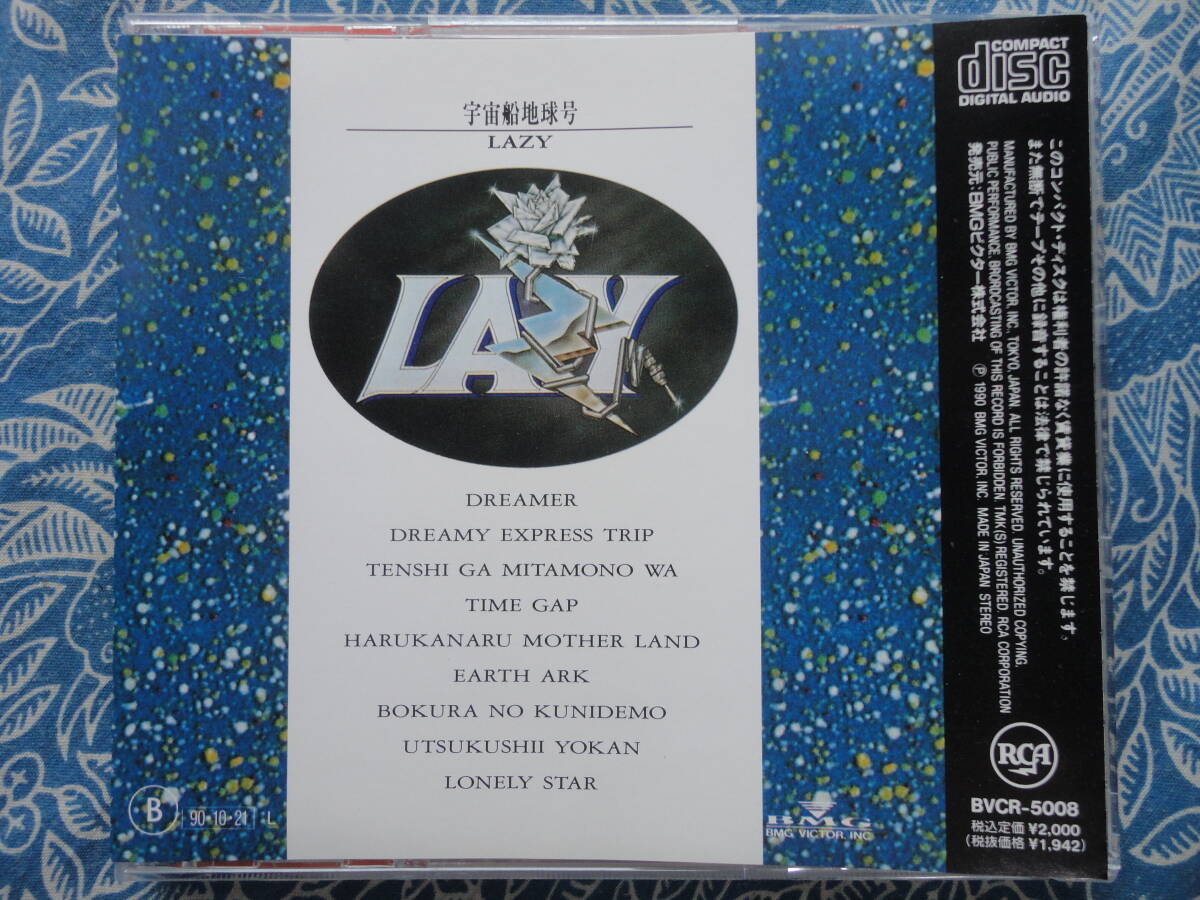 宇宙船地球号
LAZY
LAZY
DREAMER
DREAMY EXPRESS TRIP
TENSHI GA MITAMONO WA
TIME GAP
HARUKANARU MOTHER LAND
EARTH ARK
BOKURA NO KUNIDEMO
UTSUKUSHII YOKAN
LONELY STAR
B
90・10・21
L
BMG
BMG VICTOR, INC.
COMPACT
disc
DIGITAL AUDIO
このコンパクト・ディスクは権利者の許諾なく賃貸業に使用することを禁じます。
また無断でテープその他に録音することは法律で禁じられています。
MANUFACTURED BY BMG VICTOR, INC., TOKYO, JAPAN. ALL RIGHTS RESERVED. UNAUTHORIZED COPYING.
PUBLIC PERFORMANCE. BRORDCASTING OF THIS RECORD IS FORBIDDEN. TMK(S) REGISTERED. RCA CORPORATION
発売元:BMGビクター株式会社 Ⓟ 1990 BMG VICTOR, INC. MADE IN JAPAN STEREO
RCA
BVCR-5008
税込定価 ¥2,000
(税抜価格 ¥1,942)